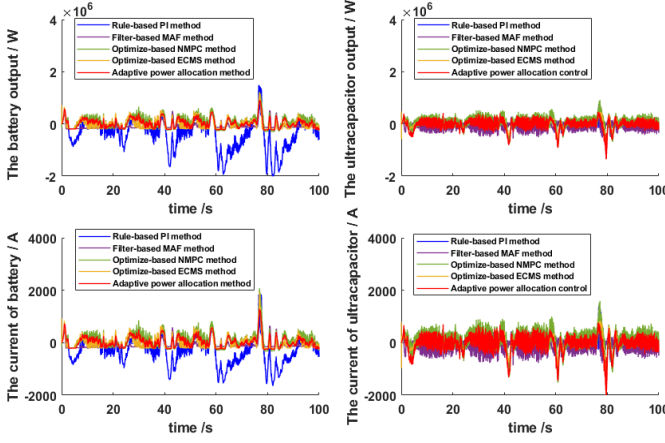 ×10⁶
4
2
0
-2
The battery output / W
Rule-based PI method
Filter-based MAF method
Optimize-based NMPC method
Optimize-based ECMS method
Adaptive power allocation method
0 20 40 60 80 100
time /s
×10⁶
4
2
0
-2
The ultracapacitor output / W
Rule-based PI method
Filter-based MAF method
Optimize-based NMPC method
Optimize-based ECMS method
Adaptive power allocation control
0 20 40 60 80 100
time /s
4000
2000
0
-2000
The current of battery / A
Rule-based PI method
Filter-based MAF method
Optimize-based NMPC method
Optimize-based ECMS method
Adaptive power allocation method
0 20 40 60 80 100
time /s
4000
2000
0
-2000
The current of ultracapacitor / A
Rule-based PI method
Filter-based MAF method
Optimize-based NMPC method
Optimize-based ECMS method
Adaptive power allocation control
0 20 40 60 80 100
time /s